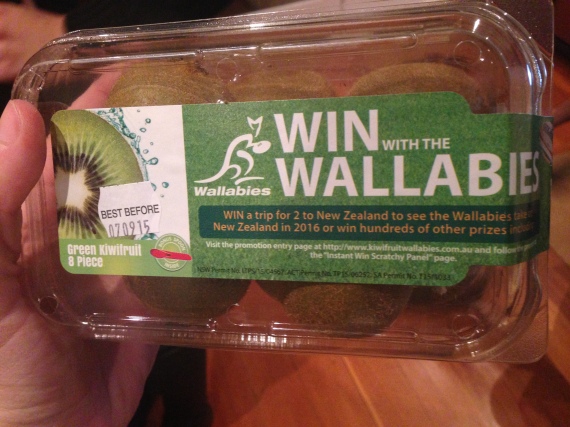 WIN WITH THE
WALLABIES
Wallabies
WIN a trip for 2 to New Zealand to see the Wallabies
New Zealand in 2016 or win hundreds of other prizes
Visit the promotion entry page at http://www.kiwifruitwallabies.com.au and follow
the "Instant Win Scratchy Panel" page.
BEST BEFORE
070915
Green Kiwifruit
8 Piece